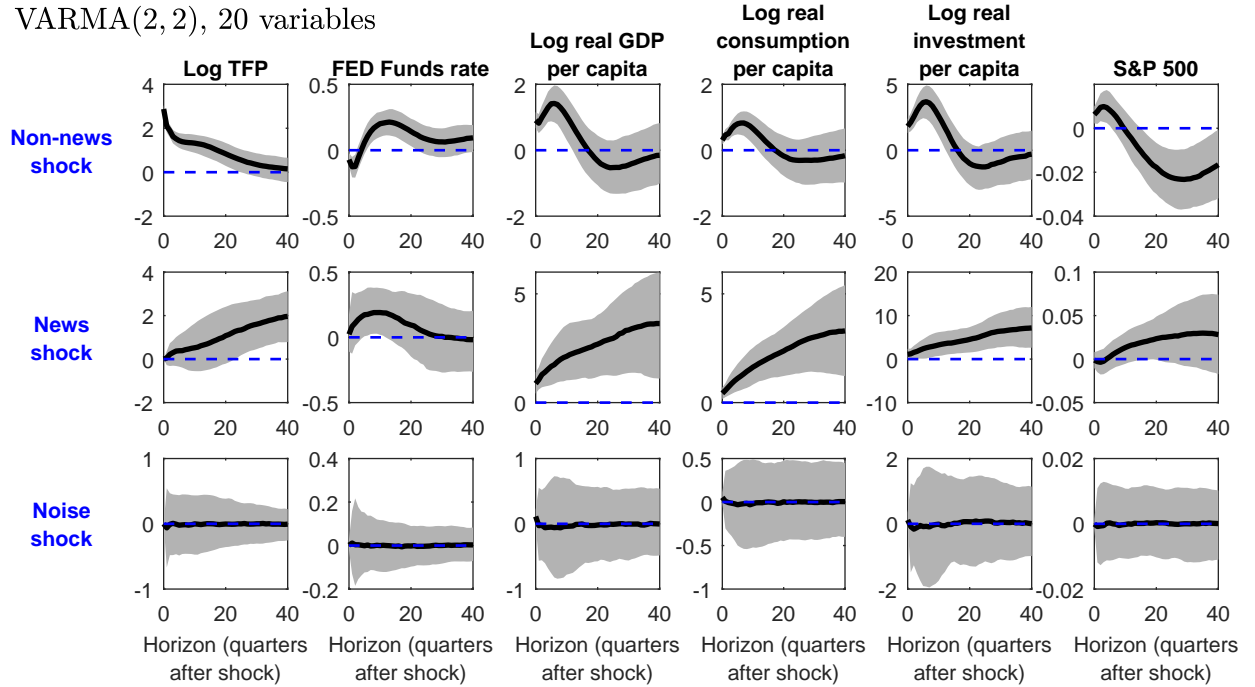 VARMA(2, 2), 20 variables
Log TFP
FED Funds rate
Log real GDP
per capita
Log real
consumption
per capita
Log real
investment
per capita
S&P 500
Non-news
shock
4
2
0
-2
0 20 40
0.5
0
-0.5
0 20 40
2
0
2
0 20 40
2
0
-2
0 20 40
5
0
-5
0 20 40
0
-0.02
-0.04
0 20 40
News
shock
4
2
0
-2
0 20 40
0.5
0
-0.5
0 20 40
5
0
0 20 40
5
0
0 20 40
20
10
0
-10
0 20 40
0.1
0.05
0
-0.05
0 20 40
Noise
shock
1
0
-1
0 20 40
0.4
0.2
0
-0.2
0 20 40
1
0
-1
0 20 40
0.5
0
-0.5
-1
0 20 40
2
0
-2
0 20 40
0.02
0
-0.02
0 20 40
Horizon (quarters
after shock)
Horizon (quarters
after shock)
Horizon (quarters
after shock)
Horizon (quarters
after shock)
Horizon (quarters
after shock)
Horizon (quarters
after shock)